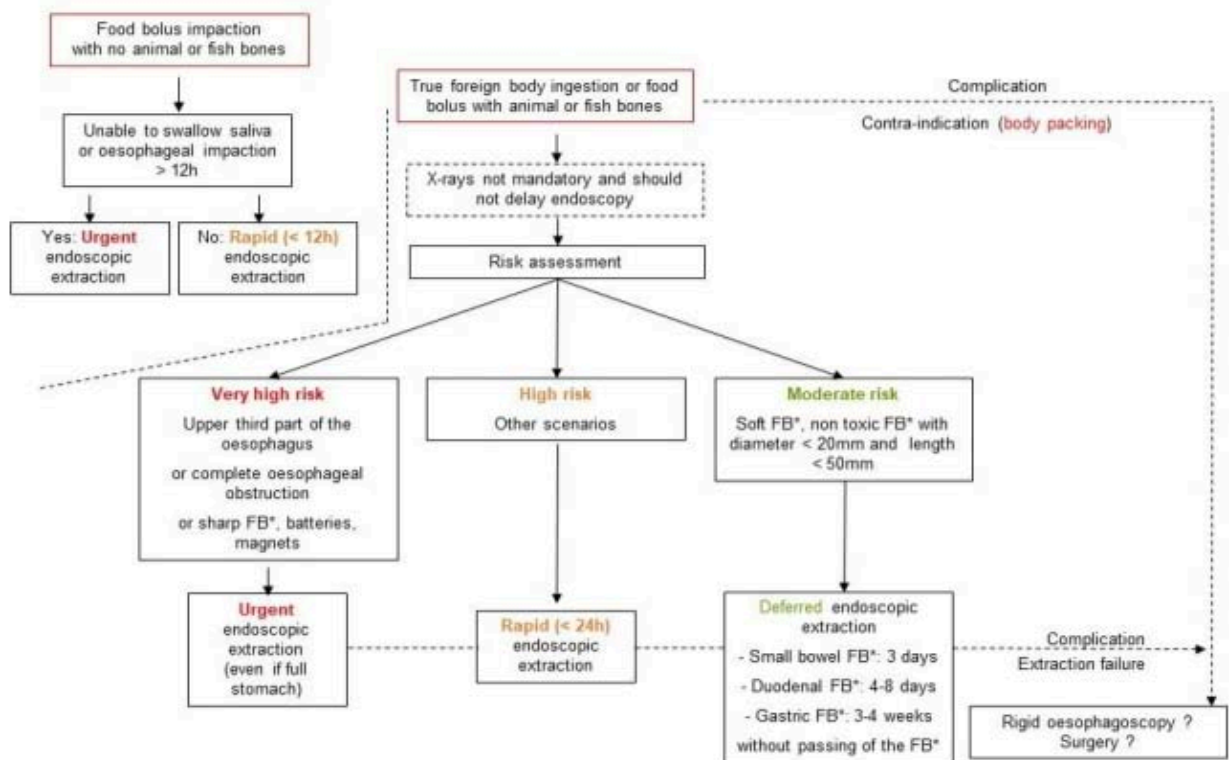 Food bolus impaction
with no animal or fish bones
Unable to swallow saliva
or oesophageal impaction
> 12h
Yes: Urgent
endoscopic
extraction
No: Rapid (< 12h)
endoscopic
extraction
True foreign body ingestion or food
bolus with animal or fish bones
Complication
Contra-indication (body packing)
X-rays not mandatory and should
not delay endoscopy
Risk assessment
Very high risk
Upper third part of the
oesophagus
or complete oesophageal
obstruction
or sharp FB*, batteries,
magnets
High risk
Other scenarios
Moderate risk
Soft FB*, non toxic FB* with
diameter < 20mm and length
< 50mm
Urgent
endoscopic
extraction
(even if full
stomach)
Rapid (< 24h)
endoscopic
extraction
Deferred endoscopic
extraction
- Small bowel FB*: 3 days
- Duodenal FB*: 4-8 days
- Gastric FB*: 3-4 weeks
without passing of the FB*
Complication
Extraction failure
Rigid oesophagoscopy ?
Surgery ?